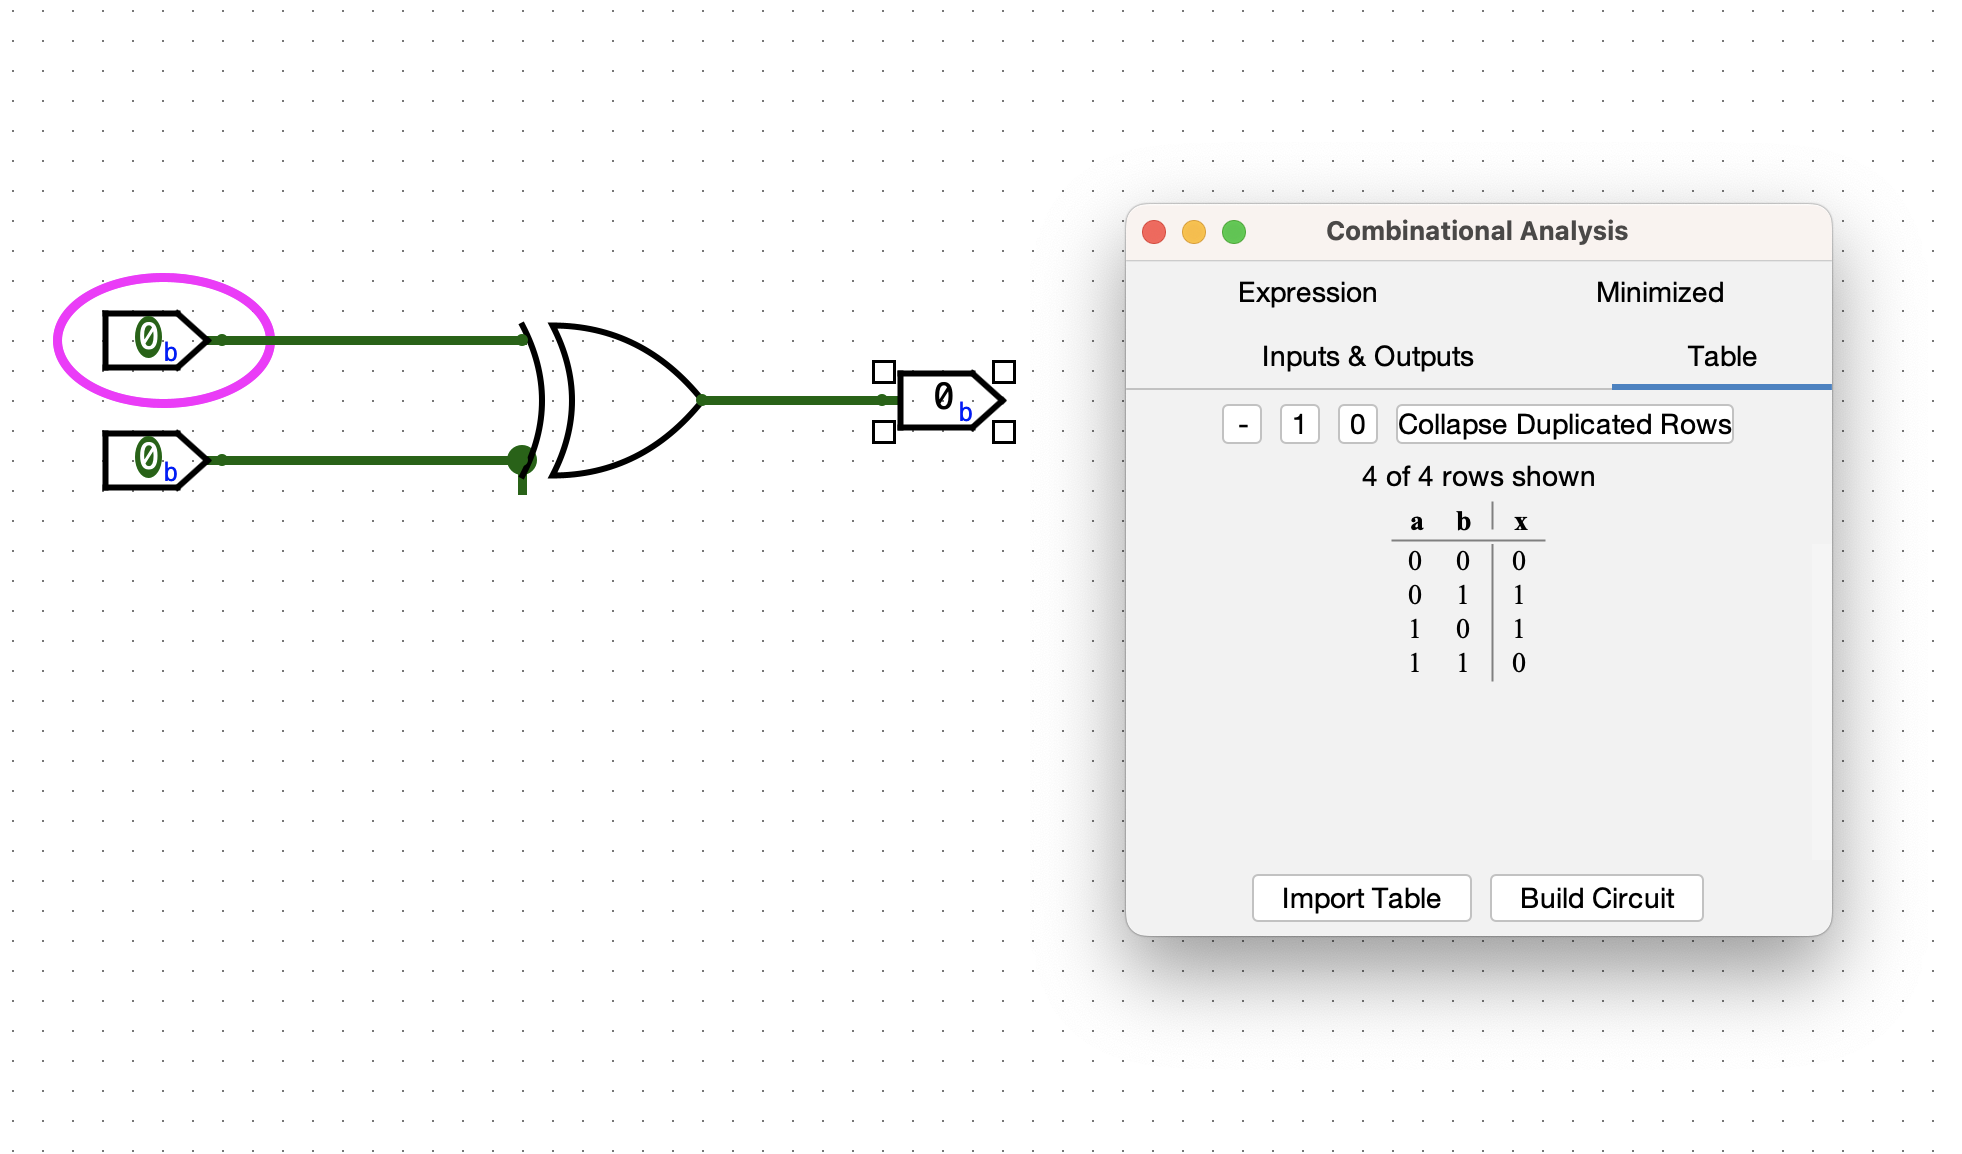 0b
0b
0b
Combinational Analysis
Expression Minimized
Inputs & Outputs Table
- 1 0 Collapse Duplicated Rows
4 of 4 rows shown
a b x
0 0 0
0 1 1
1 0 1
1 1 0
Import Table Build Circuit